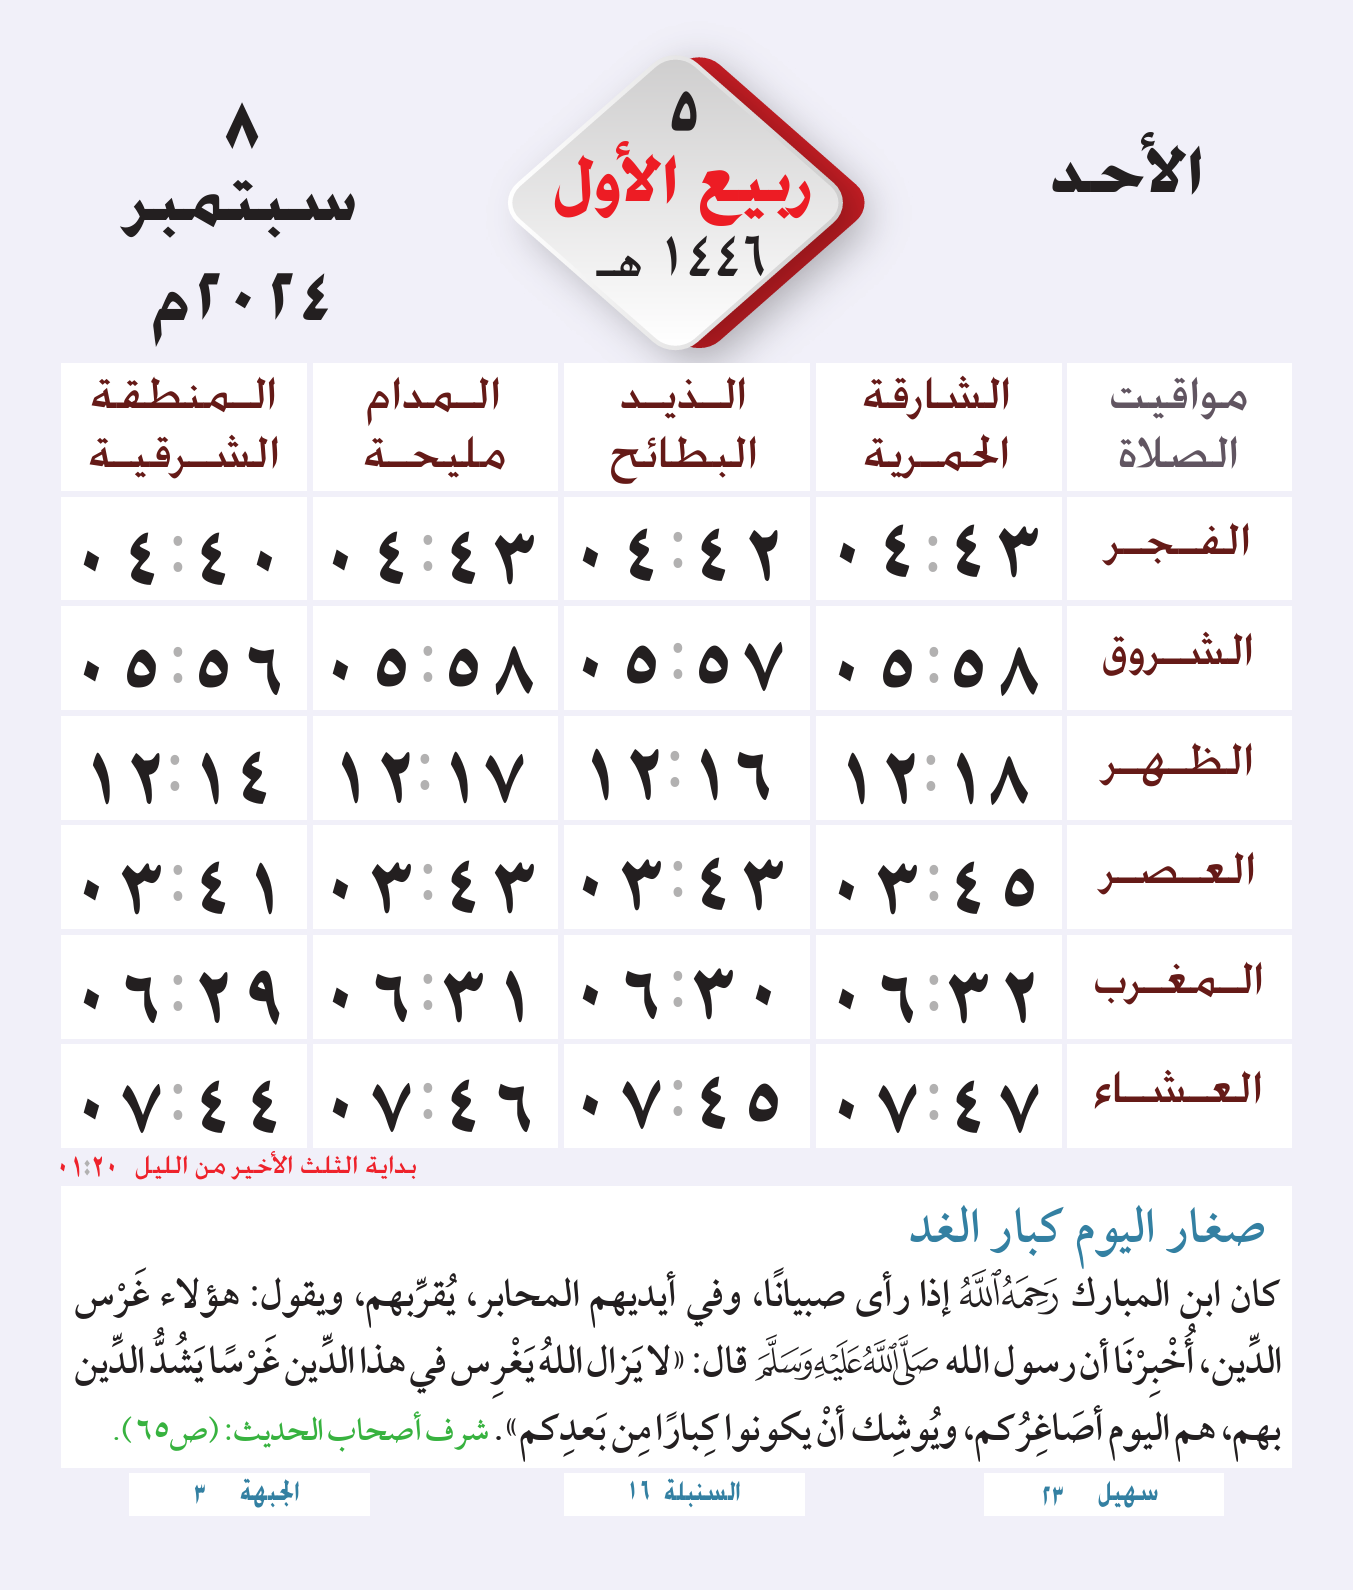 الأحد
٥
ربيع الأول
١٤٤٦ هـ
٨
سبتمبر
٢٠٢٤م
مواقيت الصلاة
الشارقة الحمرية
الذيد البطائح
المدام مليحة
المنطقة الشرقية
الفجر ٠٤:٤٣ ٠٤:٤٢ ٠٤:٤٣ ٠٤:٤٠
الشروق ٠٥:٥٨ ٠٥:٥٧ ٠٥:٥٨ ٠٥:٥٦
الظهر ١٢:١٨ ١٢:١٦ ١٢:١٧ ١٢:١٤
العصر ٠٣:٤٥ ٠٣:٤٣ ٠٣:٤٣ ٠٣:٤١
المغرب ٠٦:٣٢ ٠٦:٣٠ ٠٦:٣١ ٠٦:٢٩
العشاء ٠٧:٤٧ ٠٧:٤٥ ٠٧:٤٦ ٠٧:٤٤
بداية الثلث الأخير من الليل ٠١:٢٠
صغار اليوم كبار الغد
كان ابن المبارك رَحِمَهُ ٱللَّهُ إذا رأى صبيانًا، وفي أيديهم المحابر، يُقرِّبهم، ويقول: هؤلاء غَرْس
الدِّين، أُخْبِرْنَا أن رسول الله صَلَّى ٱللَّهُ عَلَيْهِ وَسَلَّمَ قال: «لا يَزال اللهُ يَغْرِس في هذا الدِّين غَرْسًا يَشُدُّ الدِّين
بهم، هم اليوم أصَاغِرُكم، ويُوشِك أنْ يكونوا كِبارًا مِن بَعدِكم». شرف أصحاب الحديث: (ص٦٥).
سهيل ٢٣
السنبلة ١٦
الجبهة ٣